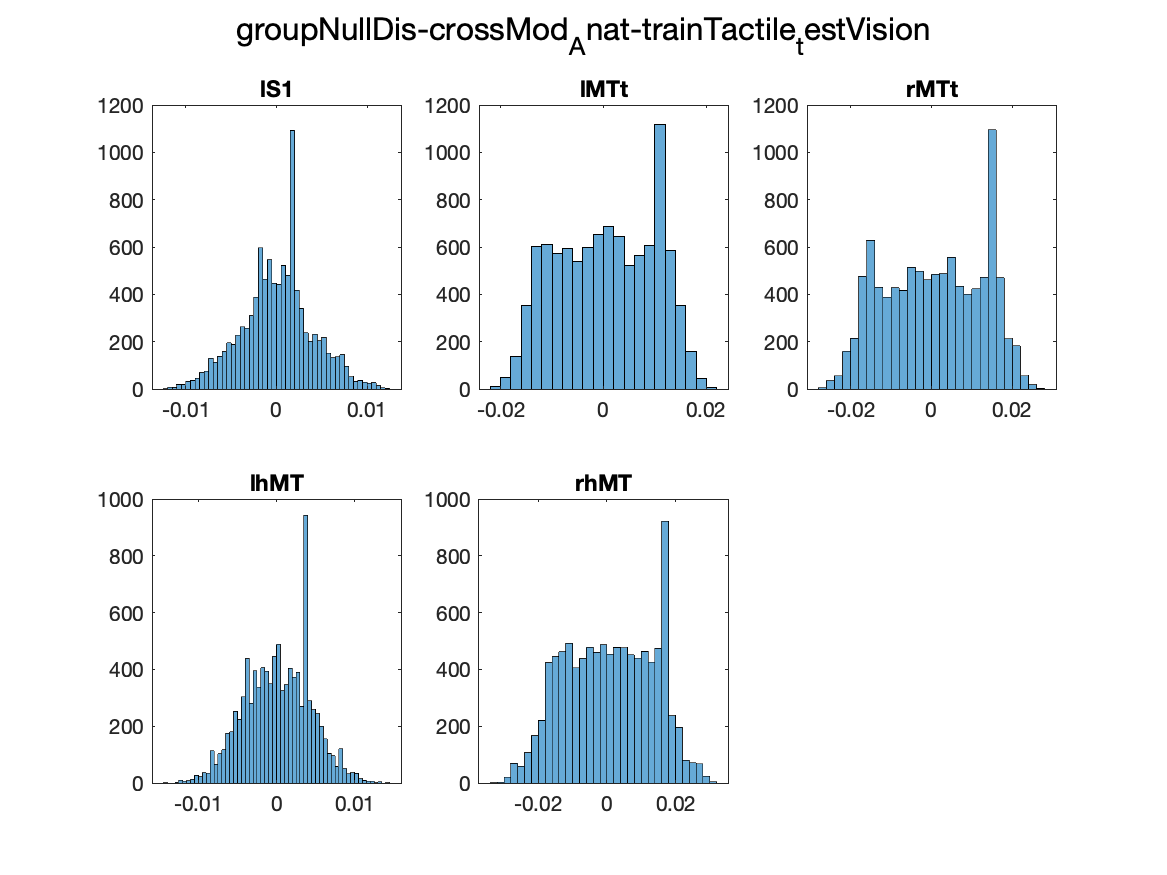 groupNullDis-crossMod_Anat-trainTactile_testVision
lS1 lMTt rMTt
1200 1200 1200
1000 1000 1000
800 800 800
600 600 600
400 400 400
200 200 200
0 0 0
-0.01 0 0.01 -0.02 0 0.02 -0.02 0 0.02
lhMT rhMT
1000 1000
800 800
600 600
400 400
200 200
0 0
-0.01 0 0.01 -0.02 0 0.02